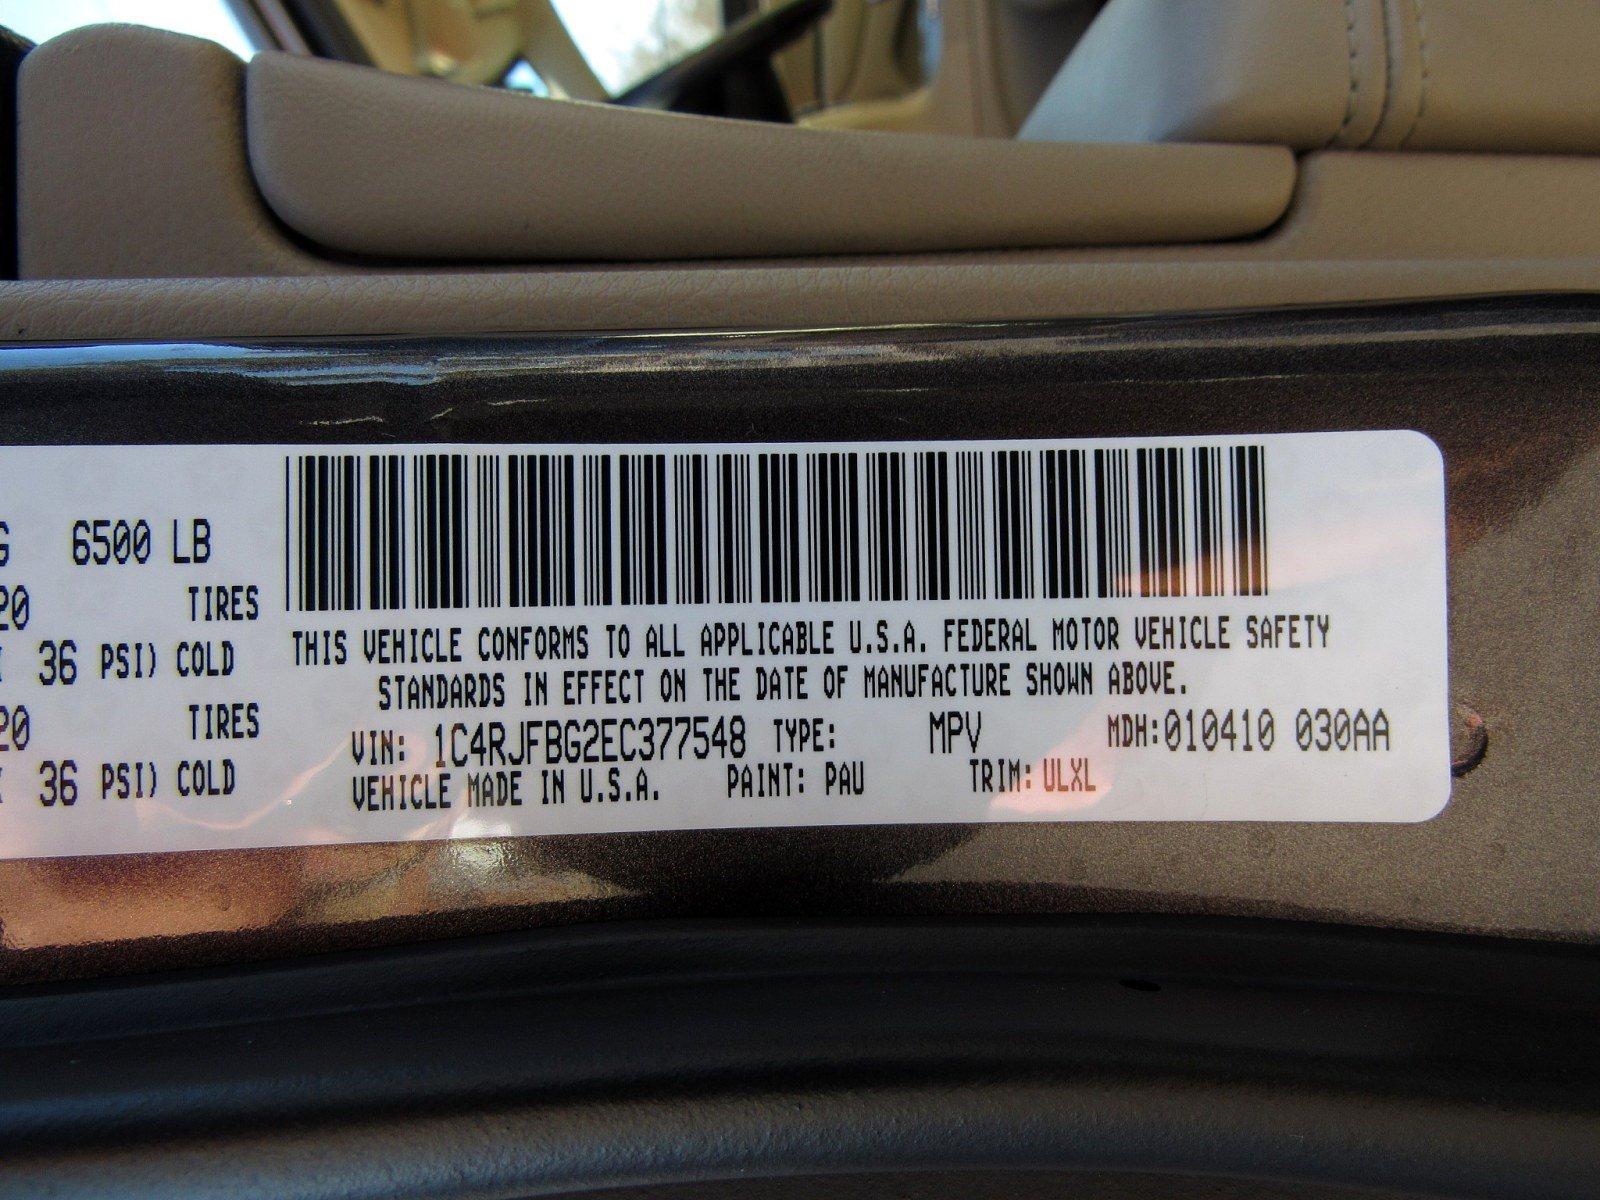 G 6500 LB
20 TIRES
36 PSI) COLD
20 TIRES
36 PSI) COLD
THIS VEHICLE CONFORMS TO ALL APPLICABLE U.S.A. FEDERAL MOTOR VEHICLE SAFETY
STANDARDS IN EFFECT ON THE DATE OF MANUFACTURE SHOWN ABOVE.
VIN: 1C4RJFBG2EC377548 TYPE: MPV MDH:010410 030AA
VEHICLE MADE IN U.S.A. PAINT: PAU TRIM: ULXL